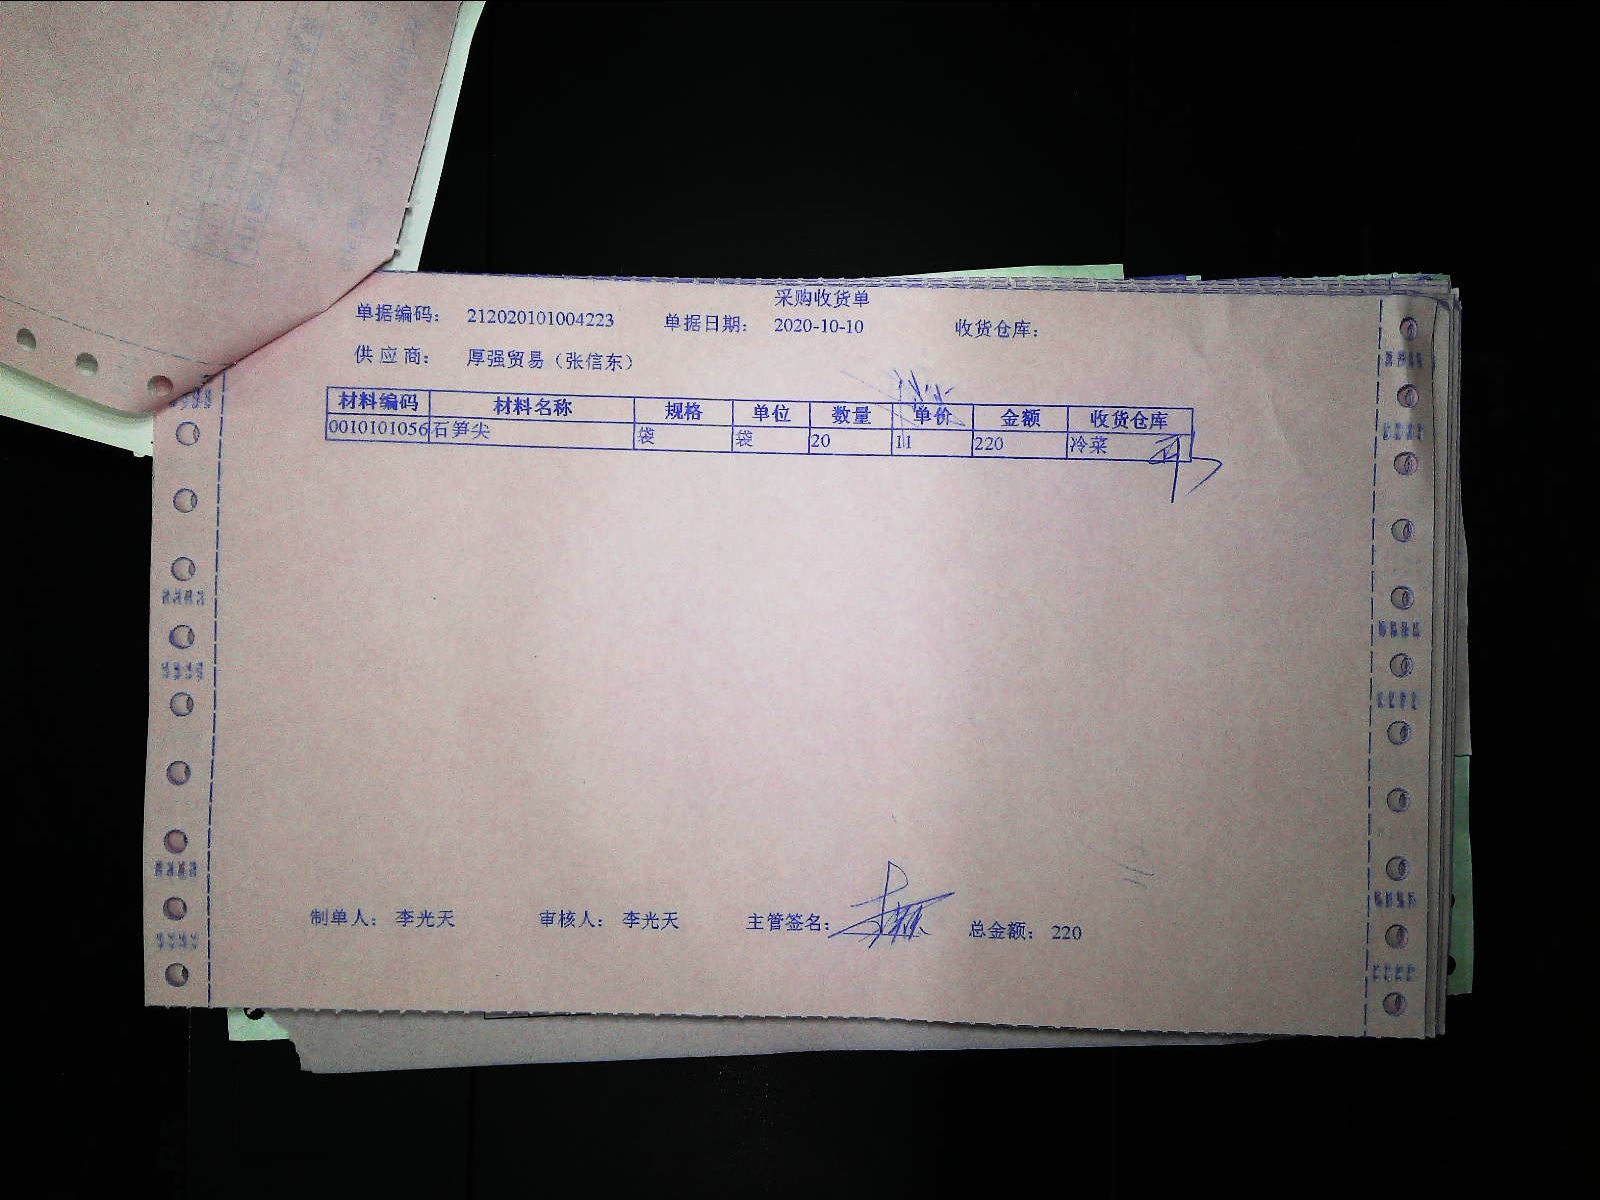 采购收货单
单据编码： 212020101004223 单据日期： 2020-10-10 收货仓库：
供 应 商： 厚强贸易（张信东）
材料编码 材料名称 规格 单位 数量 单价 金额 收货仓库
0010101056 石笋尖 袋 袋 20 11 220 冷菜
制单人： 李光天 审核人： 李光天 主管签名： 总金额： 220